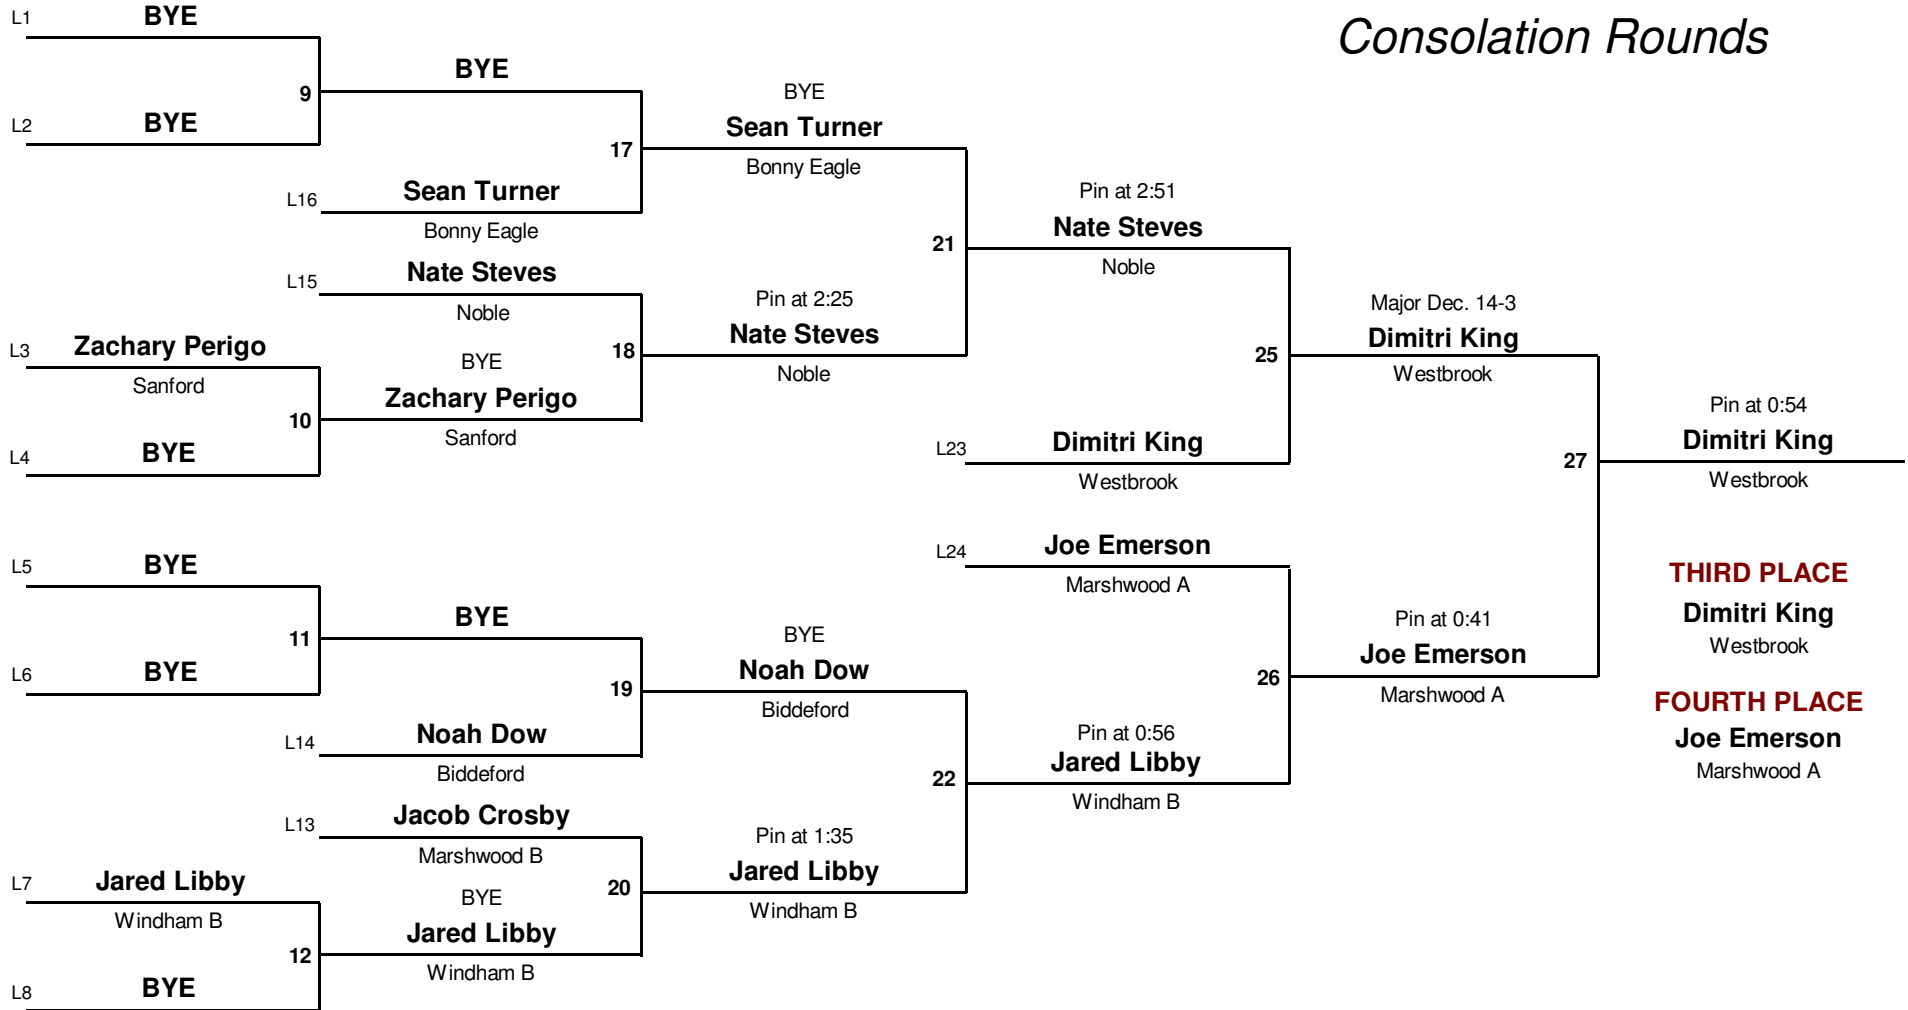 Consolation Rounds
L1
BYE
9
L2
BYE
BYE
17
L16
Sean Turner
Bonny Eagle
BYE
Sean Turner
Bonny Eagle
21
L15
Nate Steves
Noble
18
L3
Zachary Perigo
Sanford
10
L4
BYE
BYE
Zachary Perigo
Sanford
Pin at 2:25
Nate Steves
Noble
Pin at 2:51
Nate Steves
Noble
25
L23
Dimitri King
Westbrook
Major Dec. 14-3
Dimitri King
Westbrook
27
Pin at 0:54
Dimitri King
Westbrook
L5
BYE
11
L6
BYE
BYE
19
L14
Noah Dow
Biddeford
BYE
Noah Dow
Biddeford
22
L13
Jacob Crosby
Marshwood B
20
L7
Jared Libby
Windham B
12
L8
BYE
BYE
Jared Libby
Windham B
Pin at 1:35
Jared Libby
Windham B
L24
Joe Emerson
Marshwood A
26
Pin at 0:56
Jared Libby
Windham B
Pin at 0:41
Joe Emerson
Marshwood A
THIRD PLACE
Dimitri King
Westbrook
FOURTH PLACE
Joe Emerson
Marshwood A